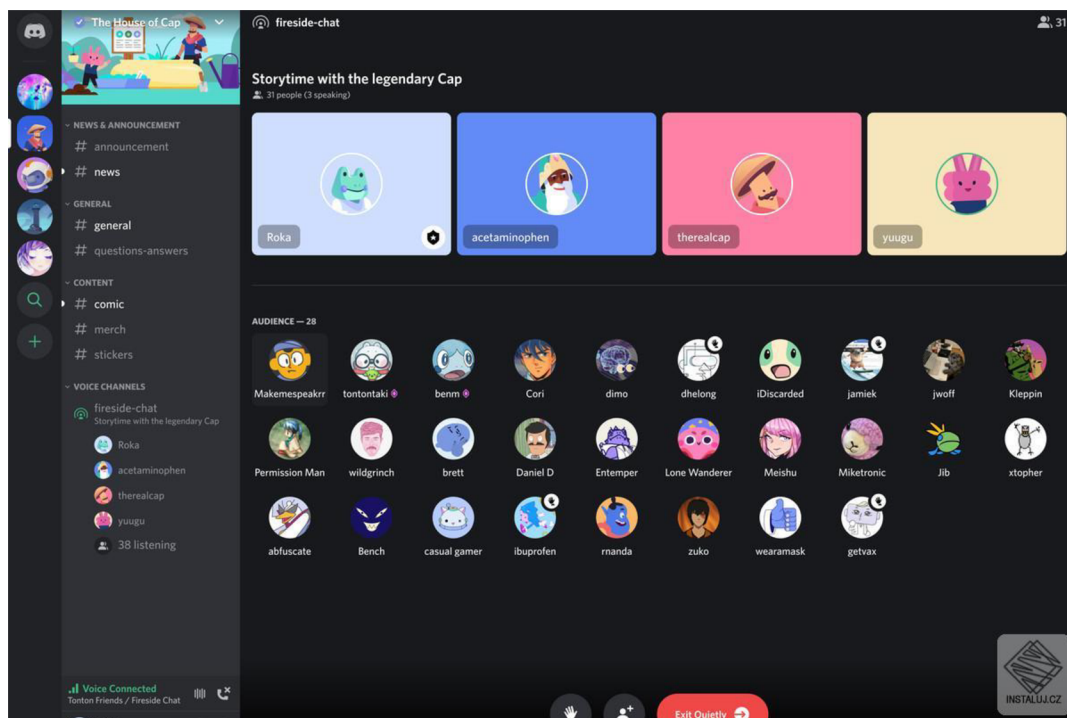 The House of Cap
fireside-chat
31
NEWS & ANNOUNCEMENT
# announcement
# news
GENERAL
# general
# questions-answers
CONTENT
# comic
# merch
# stickers
VOICE CHANNELS
fireside-chat
Storytime with the legendary Cap
Roka
acetaminophen
therealcap
yuugu
38 listening
Voice Connected
Tonton Friends / Fireside Chat
Storytime with the legendary Cap
31 people (3 speaking)
Roka
acetaminophen
therealcap
yuugu
AUDIENCE — 28
Makemespeakrr tontontaki benm Cori dimo dhelong iDiscarded jamiek jwoff Kleppin
Permission Man wildgrinch brett Daniel D Entemper Lone Wanderer Meishu Miketronic Jib xtopher
abfuscate Bench casual gamer ibuprofen rnanda zuko wearamask getvax
Exit Quietly
INSTALUJ.CZ